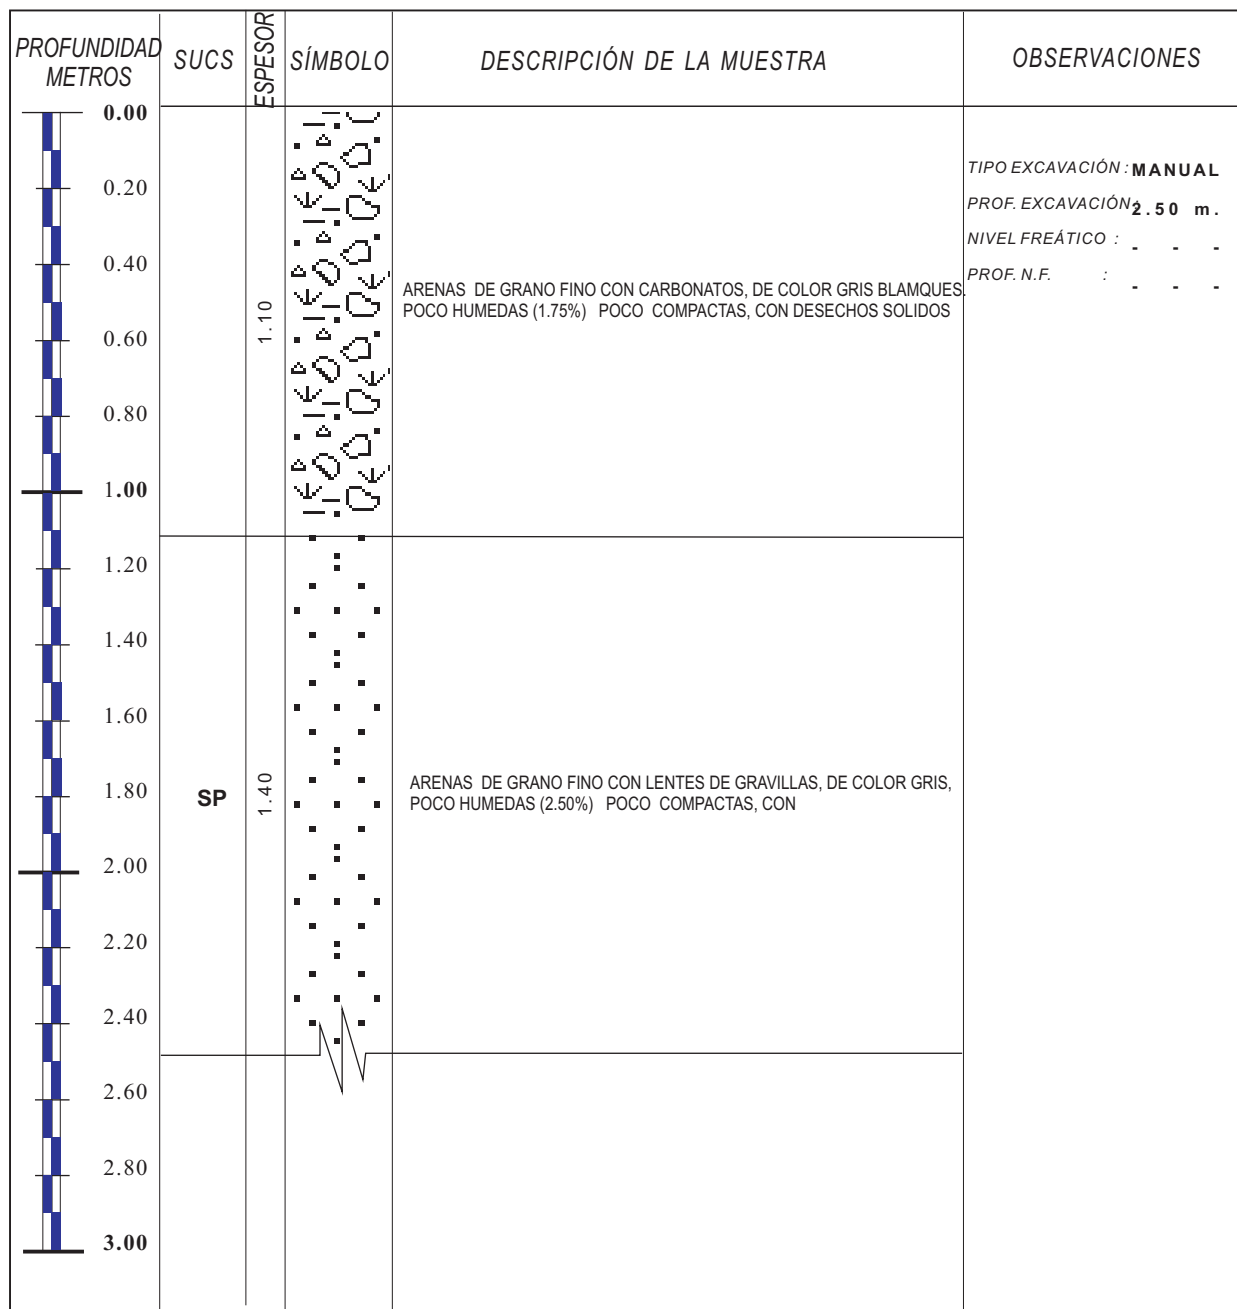 PROFUNDIDAD
METROS
SUCS
ESPESOR
SÍMBOLO
DESCRIPCIÓN DE LA MUESTRA
OBSERVACIONES
0.00
0.20
0.40
0.60
0.80
1.00
1.20
1.40
1.60
1.80
2.00
2.20
2.40
2.60
2.80
3.00
1.10
ARENAS DE GRANO FINO CON CARBONATOS, DE COLOR GRIS BLAMQUES.
POCO HUMEDAS (1.75%) POCO COMPACTAS, CON DESECHOS SOLIDOS
TIPO EXCAVACIÓN : MANUAL
PROF. EXCAVACIÓN : 2.50 m.
NIVEL FREÁTICO : - - -
PROF. N.F. : - - -
SP
1.40
ARENAS DE GRANO FINO CON LENTES DE GRAVILLAS, DE COLOR GRIS,
POCO HUMEDAS (2.50%) POCO COMPACTAS, CON